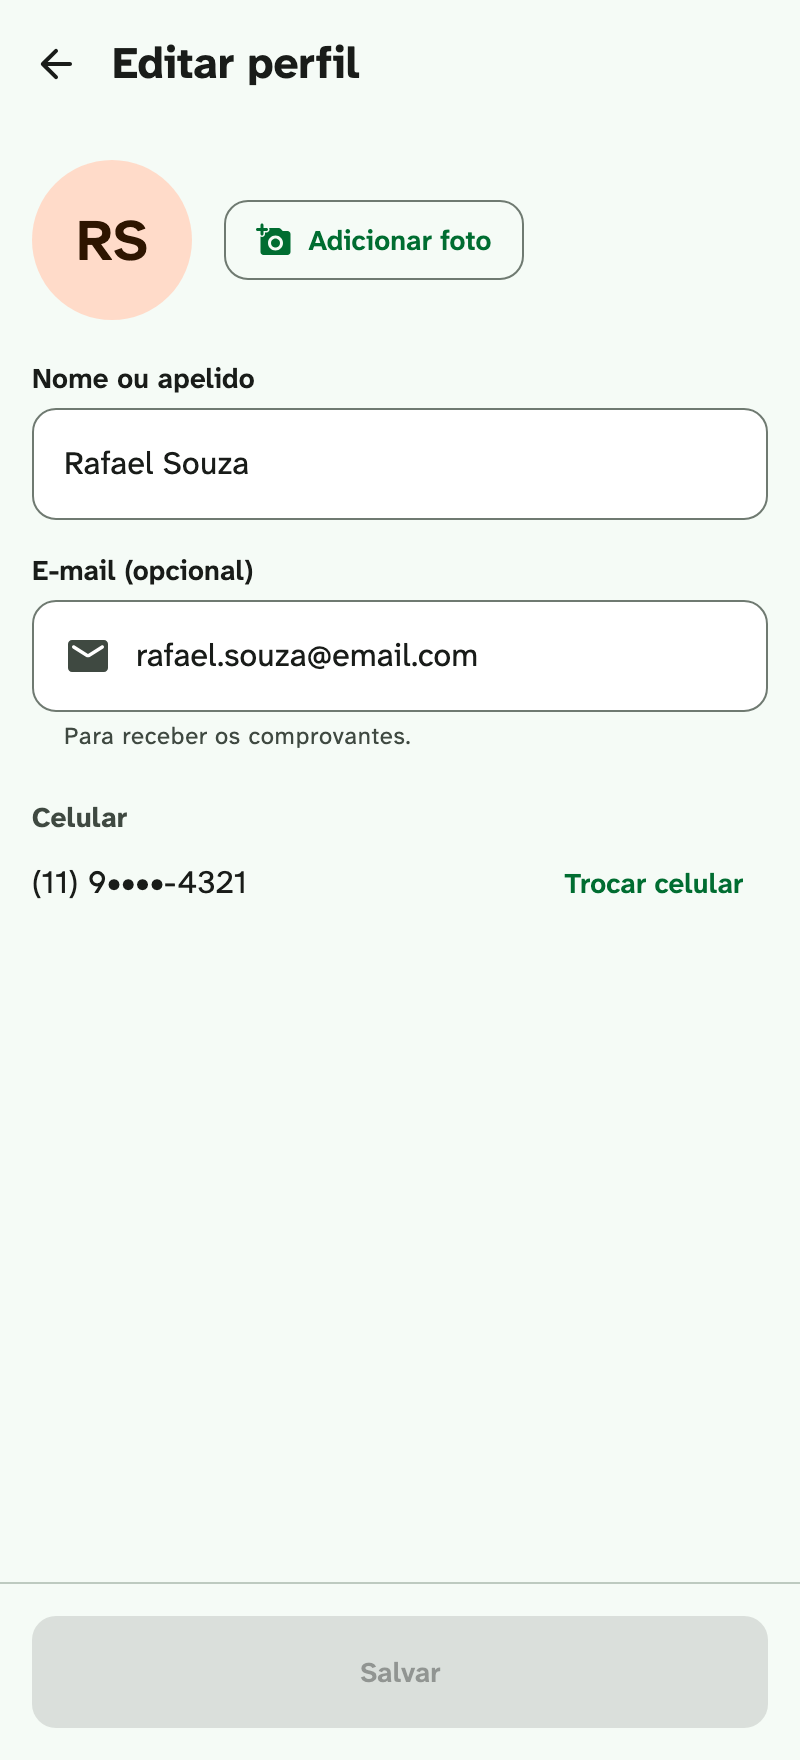 Editar perfil
RS
Adicionar foto
Nome ou apelido
Rafael Souza
E-mail (opcional)
rafael.souza@email.com
Para receber os comprovantes.
Celular
(11) 9••••-4321
Trocar celular
Salvar